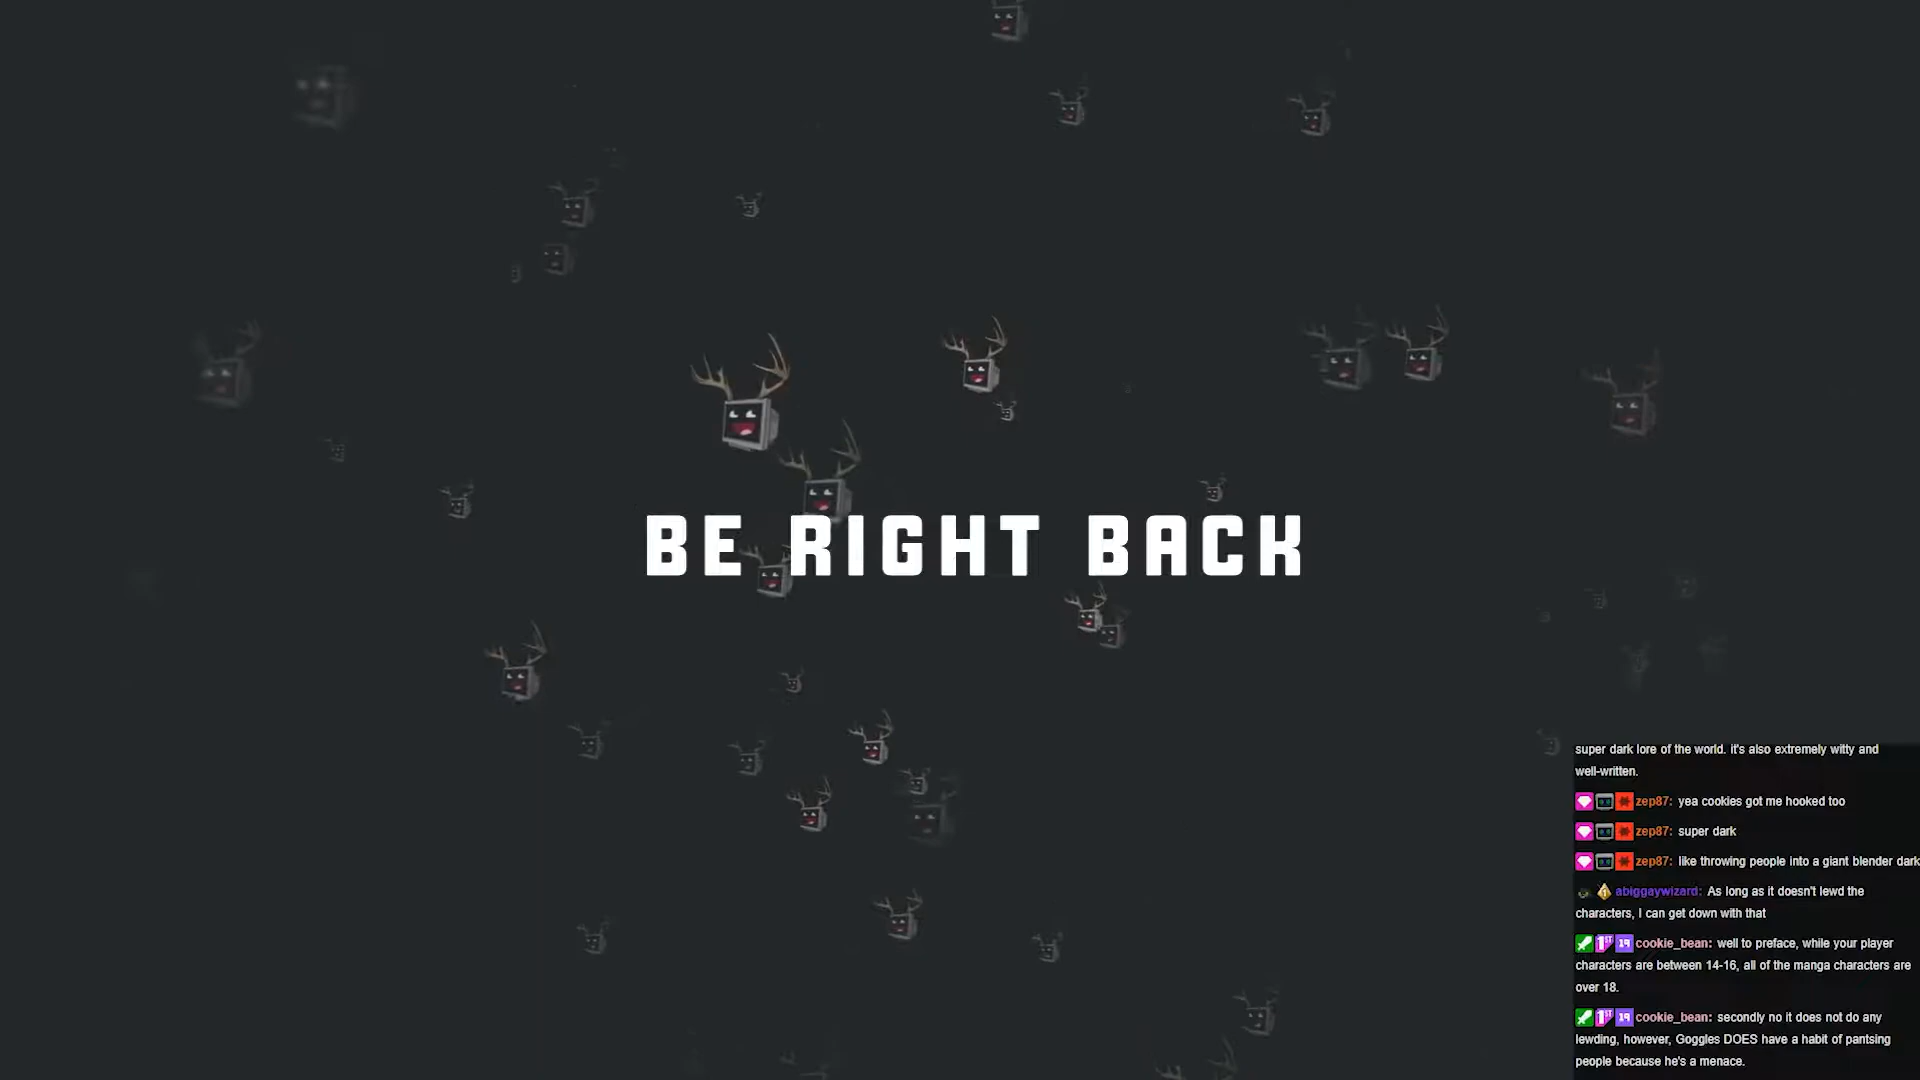 BE RIGHT BACK
super dark lore of the world. it's also extremely witty and
well-written.
zep87: yea cookies got me hooked too
zep87: super dark
zep87: like throwing people into a giant blender dark
abiggaywizard: As long as it doesn't lewd the
characters, I can get down with that
cookie_bean: well to preface, while your player
characters are between 14-16, all of the manga characters are
over 18.
cookie_bean: secondly no it does not do any
lewding, however, Goggles DOES have a habit of pantsing
people because he's a menace.